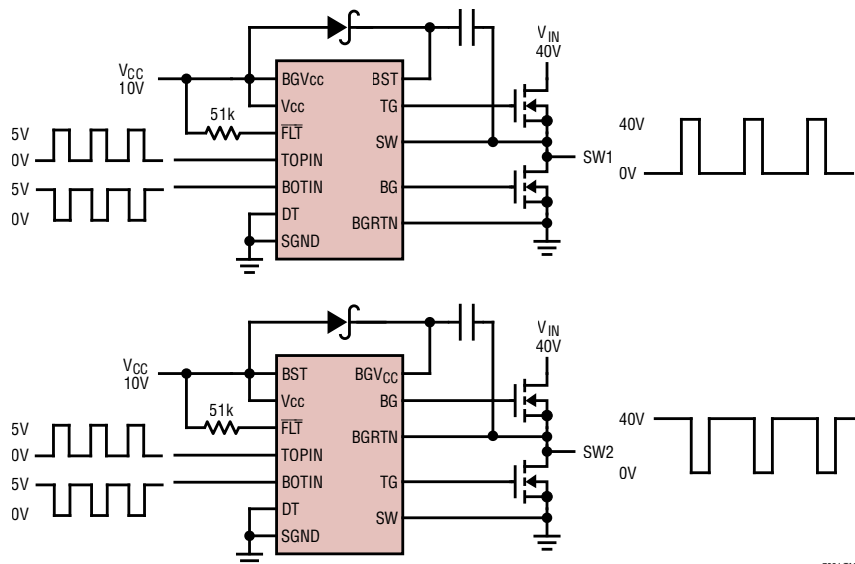 VIN
40V
VCC
10V
BGVcc
BST
Vcc
TG
51k
FLT
40V
5V
SW
0V
TOPIN
SW1
5V
BOTIN
BG
0V
0V
DT
BGRTN
SGND
VIN
40V
VCC
10V
BST
BGVCC
Vcc
BG
51k
FLT
40V
5V
BGRTN
0V
TOPIN
SW2
5V
BOTIN
TG
0V
0V
DT
SW
SGND